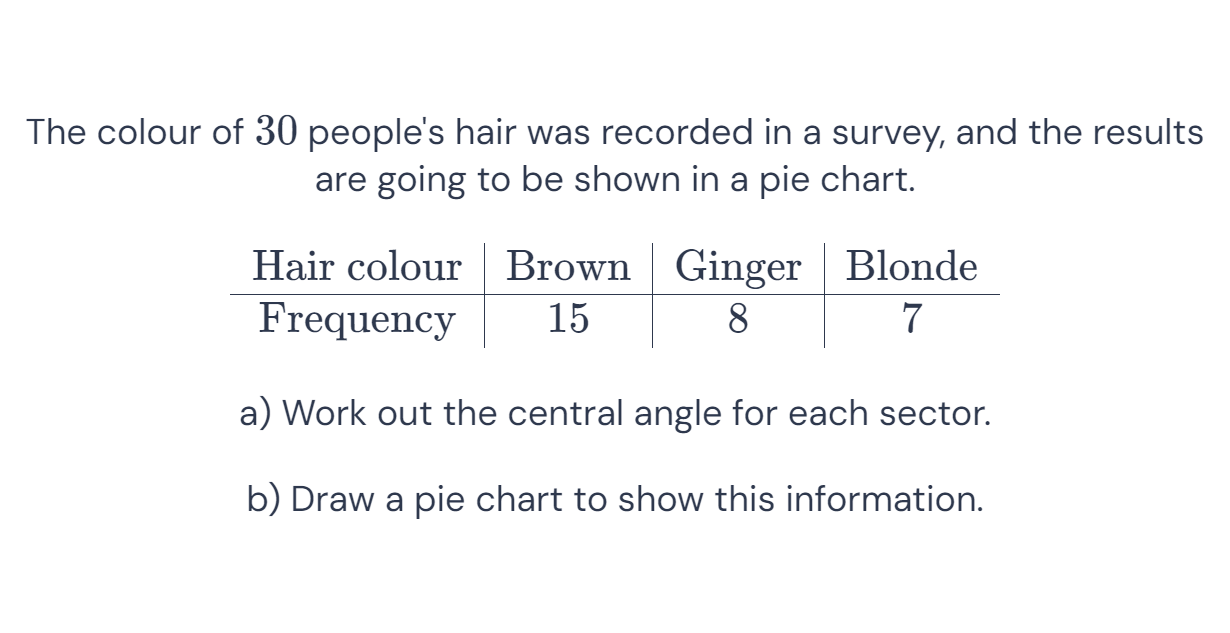 The colour of 30 people's hair was recorded in a survey, and the results
are going to be shown in a pie chart.
Hair colour Brown Ginger Blonde
Frequency 15 8 7
a) Work out the central angle for each sector.
b) Draw a pie chart to show this information.